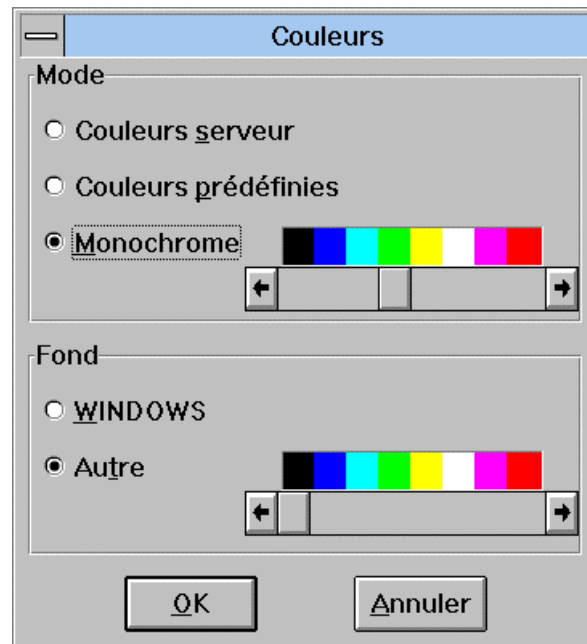 Couleurs
Mode
Couleurs serveur
Couleurs prédéfinies
Monochrome
Fond
WINDOWS
Autre
OK
Annuler